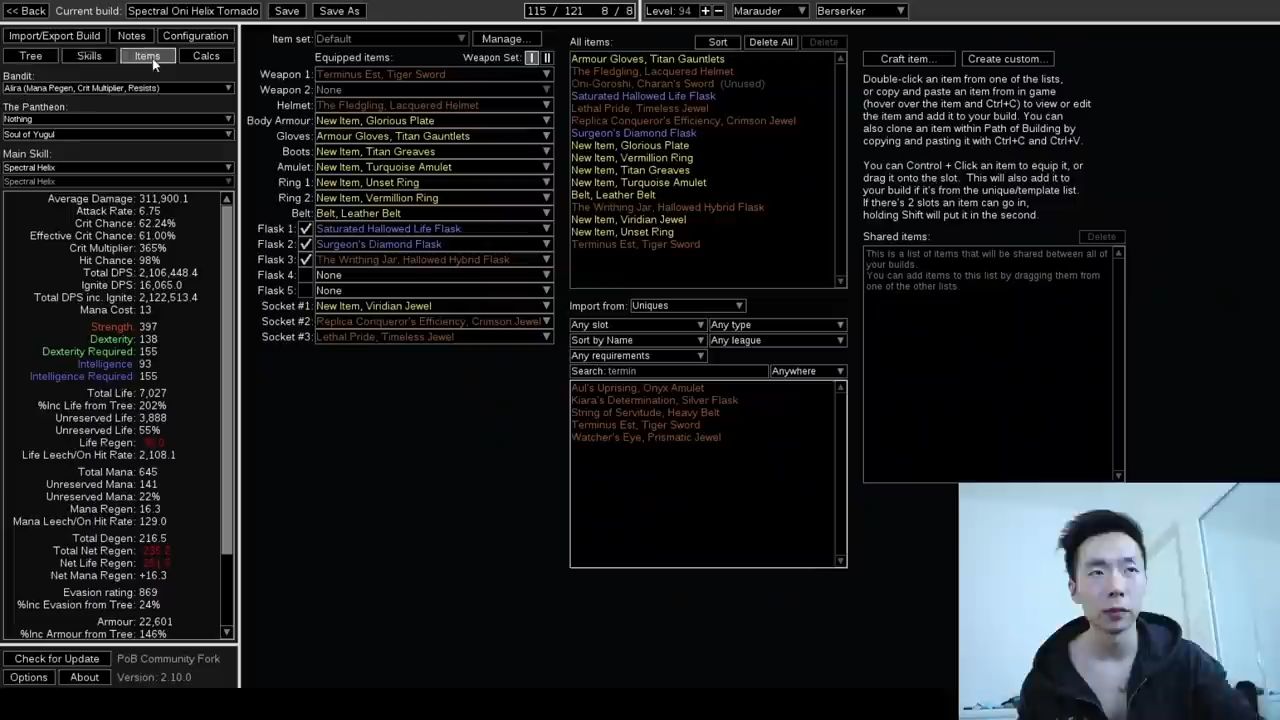 << Back
Current build: Spectral Oni Helix Tornado
Save
Save As
115 / 121  8 / 8
Level: 94 + −
Marauder
Berserker
Import/Export Build
Notes
Configuration
Tree
Skills
Items
Calcs
Bandit:
Alira (Mana Regen, Crit Multiplier, Resists)
The Pantheon:
Nothing
Soul of Yugul
Main Skill:
Spectral Helix
Spectral Helix
Average Damage: 311,900.1
Attack Rate: 6.75
Crit Chance: 62.24%
Effective Crit Chance: 61.00%
Crit Multiplier: 365%
Hit Chance: 98%
Total DPS: 2,106,448.4
Ignite DPS: 16,065.0
Total DPS inc. Ignite: 2,122,513.4
Mana Cost: 13
Strength: 397
Dexterity: 138
Dexterity Required: 155
Intelligence: 93
Intelligence Required: 155
Total Life: 7,027
%Inc Life from Tree: 202%
Unreserved Life: 3,888
Unreserved Life: 55%
Life Regen:
Life Leech/On Hit Rate: 2,108.1
Total Mana: 645
Unreserved Mana: 141
Unreserved Mana: 22%
Mana Regen: 16.3
Mana Leech/On Hit Rate: 129.0
Total Degen: 216.5
Total Net Regen:
Net Life Regen:
Net Mana Regen: +16.3
Evasion rating: 869
%Inc Evasion from Tree: 24%
Armour: 22,601
%Inc Armour from Tree: 146%
Check for Update
PoB Community Fork
Options
About
Version: 2.10.0
Item set: Default
Manage...
Equipped items:
Weapon Set: I II
Weapon 1: Terminus Est, Tiger Sword
Weapon 2: None
Helmet: The Fledgling, Lacquered Helmet
Body Armour: New Item, Glorious Plate
Gloves: Armour Gloves, Titan Gauntlets
Boots: New Item, Titan Greaves
Amulet: New Item, Turquoise Amulet
Ring 1: New Item, Unset Ring
Ring 2: New Item, Vermillion Ring
Belt: Belt, Leather Belt
Flask 1: Saturated Hallowed Life Flask
Flask 2: Surgeon's Diamond Flask
Flask 3: The Writhing Jar, Hallowed Hybrid Flask
Flask 4: None
Flask 5: None
Socket #1: New Item, Viridian Jewel
Socket #2: Replica Conqueror's Efficiency, Crimson Jewel
Socket #3: Lethal Pride, Timeless Jewel
All items:
Sort
Delete All
Delete
Armour Gloves, Titan Gauntlets
The Fledgling, Lacquered Helmet
Oni-Goroshi, Charan's Sword (Unused)
Saturated Hallowed Life Flask
Lethal Pride, Timeless Jewel
Replica Conqueror's Efficiency, Crimson Jewel
Surgeon's Diamond Flask
New Item, Glorious Plate
New Item, Vermillion Ring
New Item, Titan Greaves
New Item, Turquoise Amulet
Belt, Leather Belt
The Writhing Jar, Hallowed Hybrid Flask
New Item, Viridian Jewel
New Item, Unset Ring
Terminus Est, Tiger Sword
Import from: Uniques
Any slot
Any type
Sort by Name
Any league
Any requirements
Search: termin
Anywhere
Aul's Uprising, Onyx Amulet
Kiara's Determination, Silver Flask
String of Servitude, Heavy Belt
Terminus Est, Tiger Sword
Watcher's Eye, Prismatic Jewel
Craft item...
Create custom...
Double-click an item from one of the lists,
or copy and paste an item from in game
(hover over the item and Ctrl+C) to view or edit
the item and add it to your build. You can
also clone an item within Path of Building by
copying and pasting it with Ctrl+C and Ctrl+V.
You can Control + Click an item to equip it, or
drag it onto the slot. This will also add it to
your build if it's from the unique/template list.
If there's 2 slots an item can go in,
holding Shift will put it in the second.
Shared items:
Delete
This is a list of items that will be shared between all of
your builds.
You can add items to this list by dragging them from
one of the other lists.